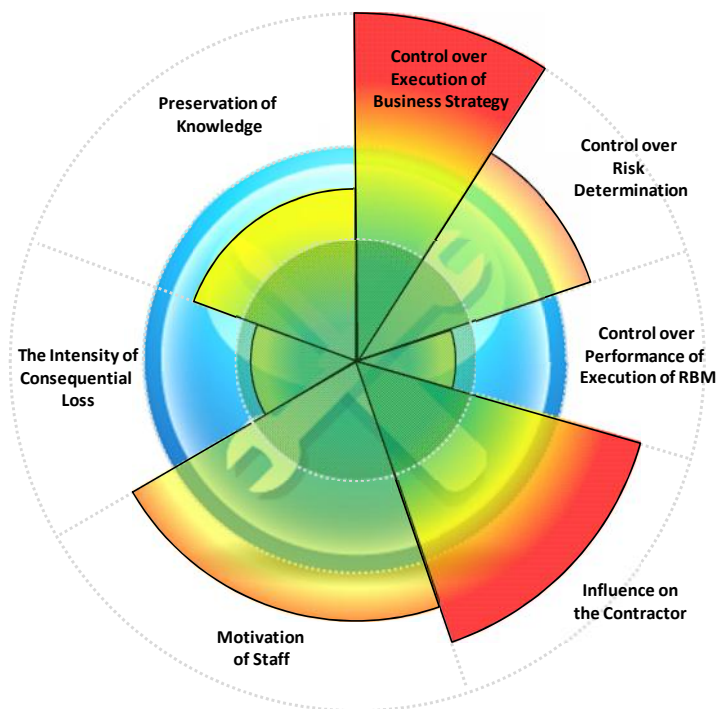 Control over
Execution of
Business Strategy
Control over
Risk
Determination
Control over
Performance of
Execution of RBM
Influence on
the Contractor
Motivation
of Staff
The Intensity of
Consequential
Loss
Preservation of
Knowledge